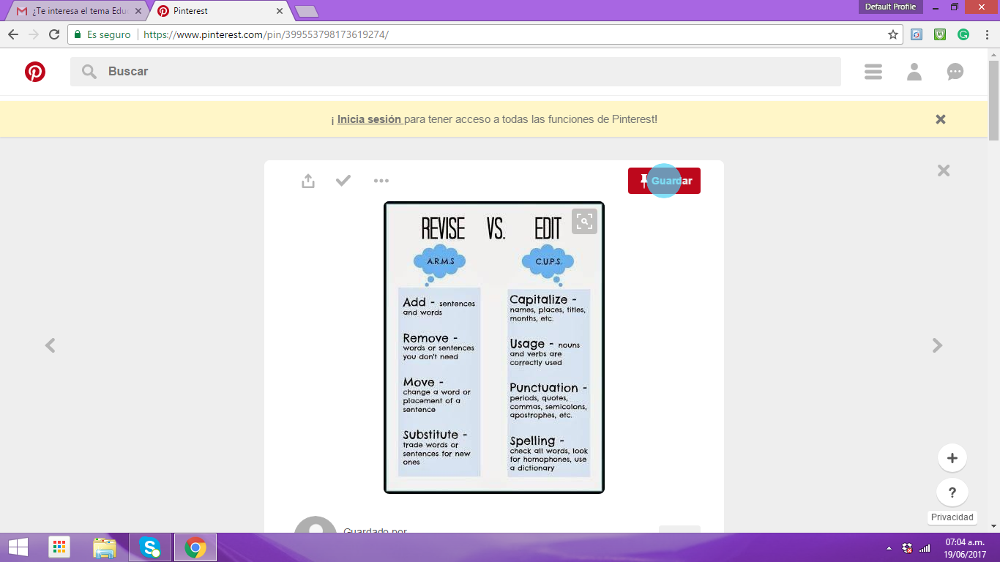 ¿Te interesa el tema Edu
Pinterest
Default Profile
Es seguro
https://www.pinterest.com/pin/399553798173619274/
Buscar
¡ Inicia sesión para tener acceso a todas las funciones de Pinterest!
Guardar
REVISE VS. EDIT
A.R.M.S
C.U.P.S.
Add - sentences
and words
Remove -
words or sentences
you don't need
Move -
change a word or
placement of a
sentence
Substitute -
trade words or
sentences for new
ones
Capitalize -
names, places, titles,
months, etc.
Usage - nouns
and verbs are
correctly used
Punctuation -
periods, quotes,
commas, semicolons,
apostrophes, etc.
Spelling -
check all words, look
for homophones, use
a dictionary
Guardado por
+
?
Privacidad
07:04 a.m.
19/06/2017